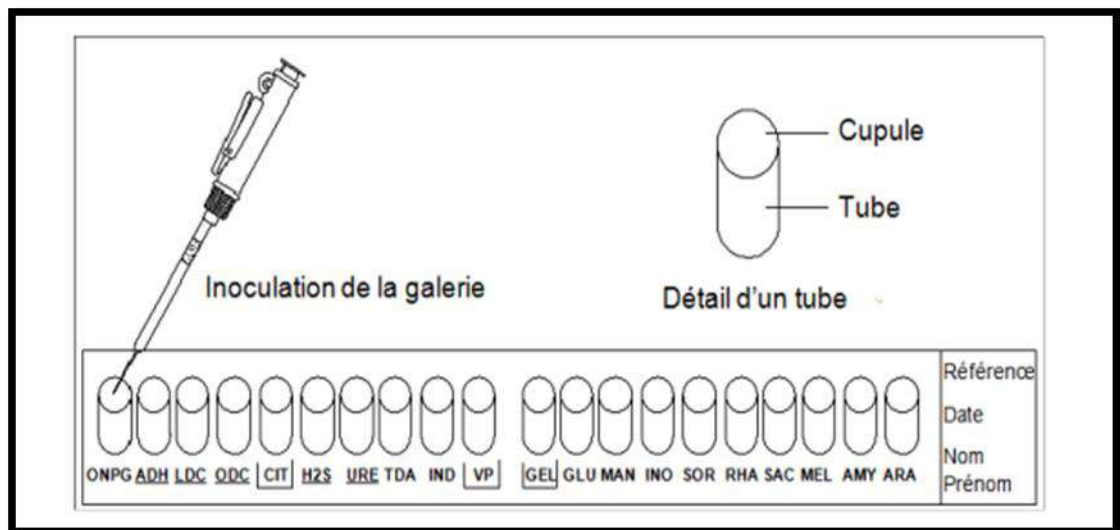 Cupule
Tube
Inoculation de la galerie
Détail d'un tube
Référence
Date
Nom
Prénom
ONPG ADH LDC ODC CIT H2S URE TDA IND VP GEL GLU MAN INO SOR RHA SAC MEL AMY ARA